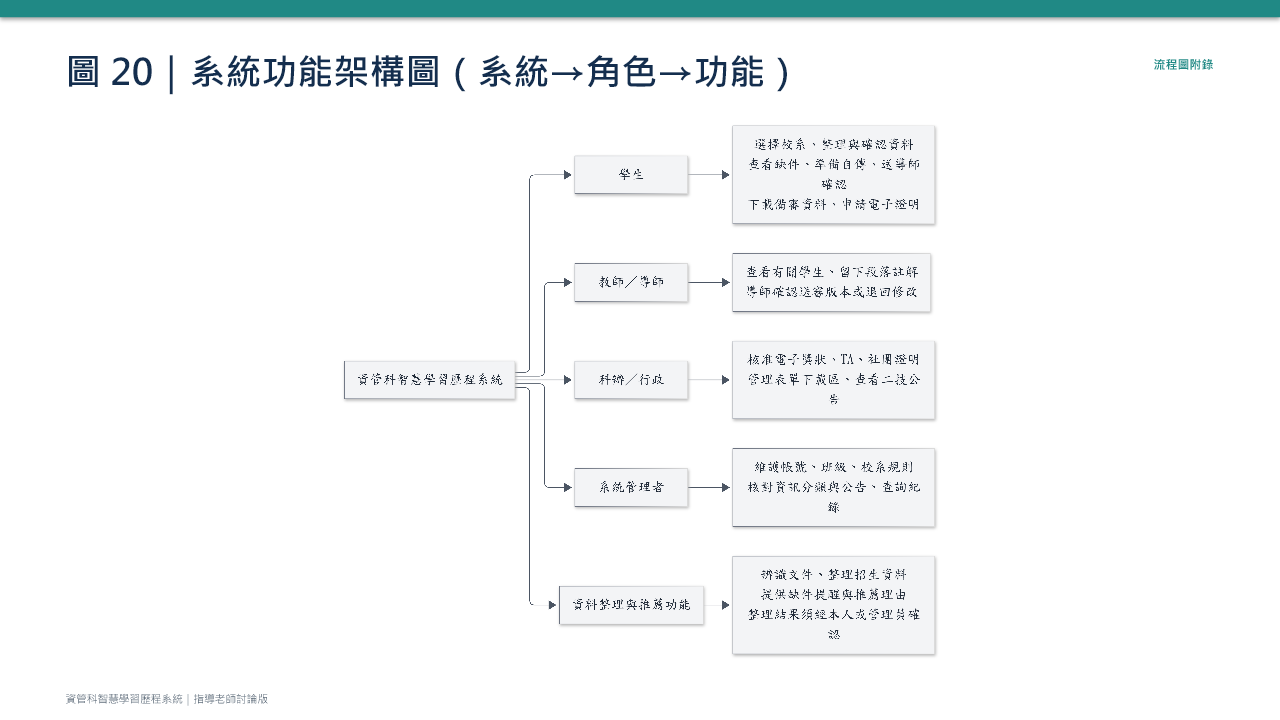 圖 20｜系統功能架構圖（系統→角色→功能）
流程圖附錄
選擇校系、整理與確認資料
查看缺件、準備自傳、送導師
確認
下載備審資料、申請電子證明
學生
查看有關學生、留下段落註解
導師確認送審版本或退回修改
教師／導師
核准電子獎狀、TA、社團證明
管理表單下載區、查看二技公
告
科辦／行政
資管科智慧學習歷程系統
維護帳號、班級、校系規則
核對資訊分類與公告、查詢紀
錄
系統管理者
辨識文件、整理招生資料
提供缺件提醒與推薦理由
整理結果須經本人或管理員確
認
資料整理與推薦功能
資管科智慧學習歷程系統｜指導老師討論版